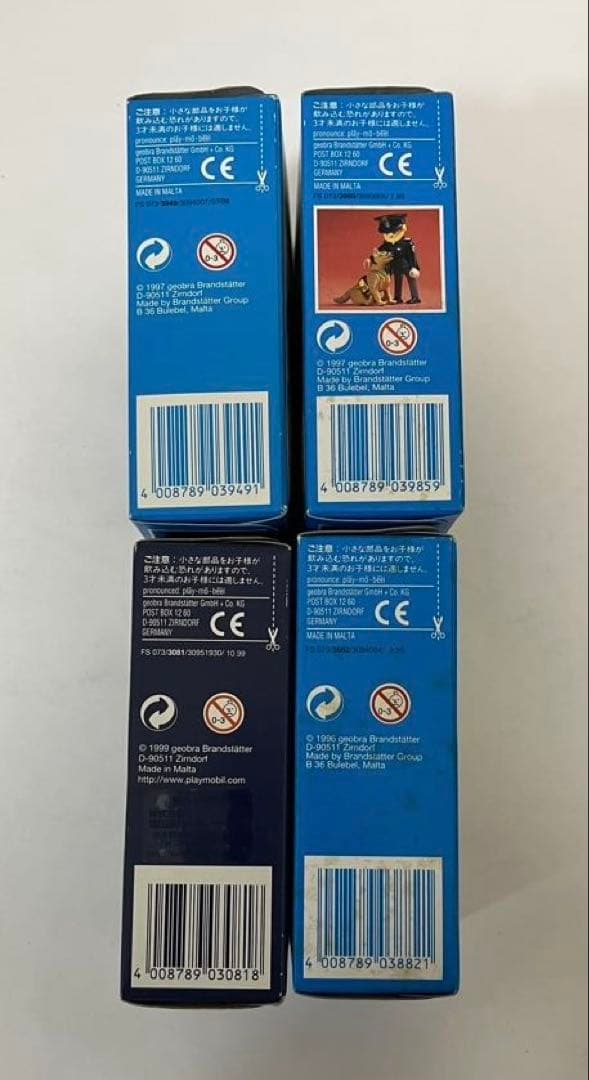 ご注意：小さな部品をお子様が
飲み込む恐れがありますので、
3才未満のお子様には適しません。
pronounce: pläy-mō-bēēl
geobra Brandstätter GmbH + Co. KG
POST BOX 12 60
D-90511 ZIRNDORF
GERMANY
CE
MADE IN MALTA
0-3
© 1997 geobra Brandstätter
D-90511 Zirndorf
Made by Brandstätter Group
B 36 Bulebel, Malta
4 008789 039491
ご注意：小さな部品をお子様が
飲み込む恐れがありますので、
3才未満のお子様には適しません。
pronounce: pläy-mō-bēēl
geobra Brandstätter GmbH + Co. KG
POST BOX 12 60
D-90511 ZIRNDORF
GERMANY
CE
MADE IN MALTA
0-3
© 1997 geobra Brandstätter
D-90511 Zirndorf
Made by Brandstätter Group
B 36 Bulebel, Malta
4 008789 039859
ご注意：小さな部品をお子様が
飲み込む恐れがありますので、
3才未満のお子様には適しません。
pronounced: pläy-mō-bēēl
geobra Brandstätter GmbH + Co. KG
POST BOX 12 60
D-90511 ZIRNDORF
GERMANY
CE
FS 073/3081/30951930/ 10.99
0-3
© 1999 geobra Brandstätter
D-90511 Zirndorf
Made in Malta
http://www.playmobil.com
4 008789 030818
ご注意：小さな部品をお子様が
飲み込む恐れがありますので、
3才未満のお子様には適しません。
pronounce: pläy-mō-bēēl
geobra Brandstätter GmbH + Co. KG
POST BOX 12 60
D-90511 ZIRNDORF
GERMANY
CE
MADE IN MALTA
0-3
© 1996 geobra Brandstätter
D-90511 Zirndorf
Made by Brandstätter Group
B 36 Bulebel, Malta
4 008789 038821